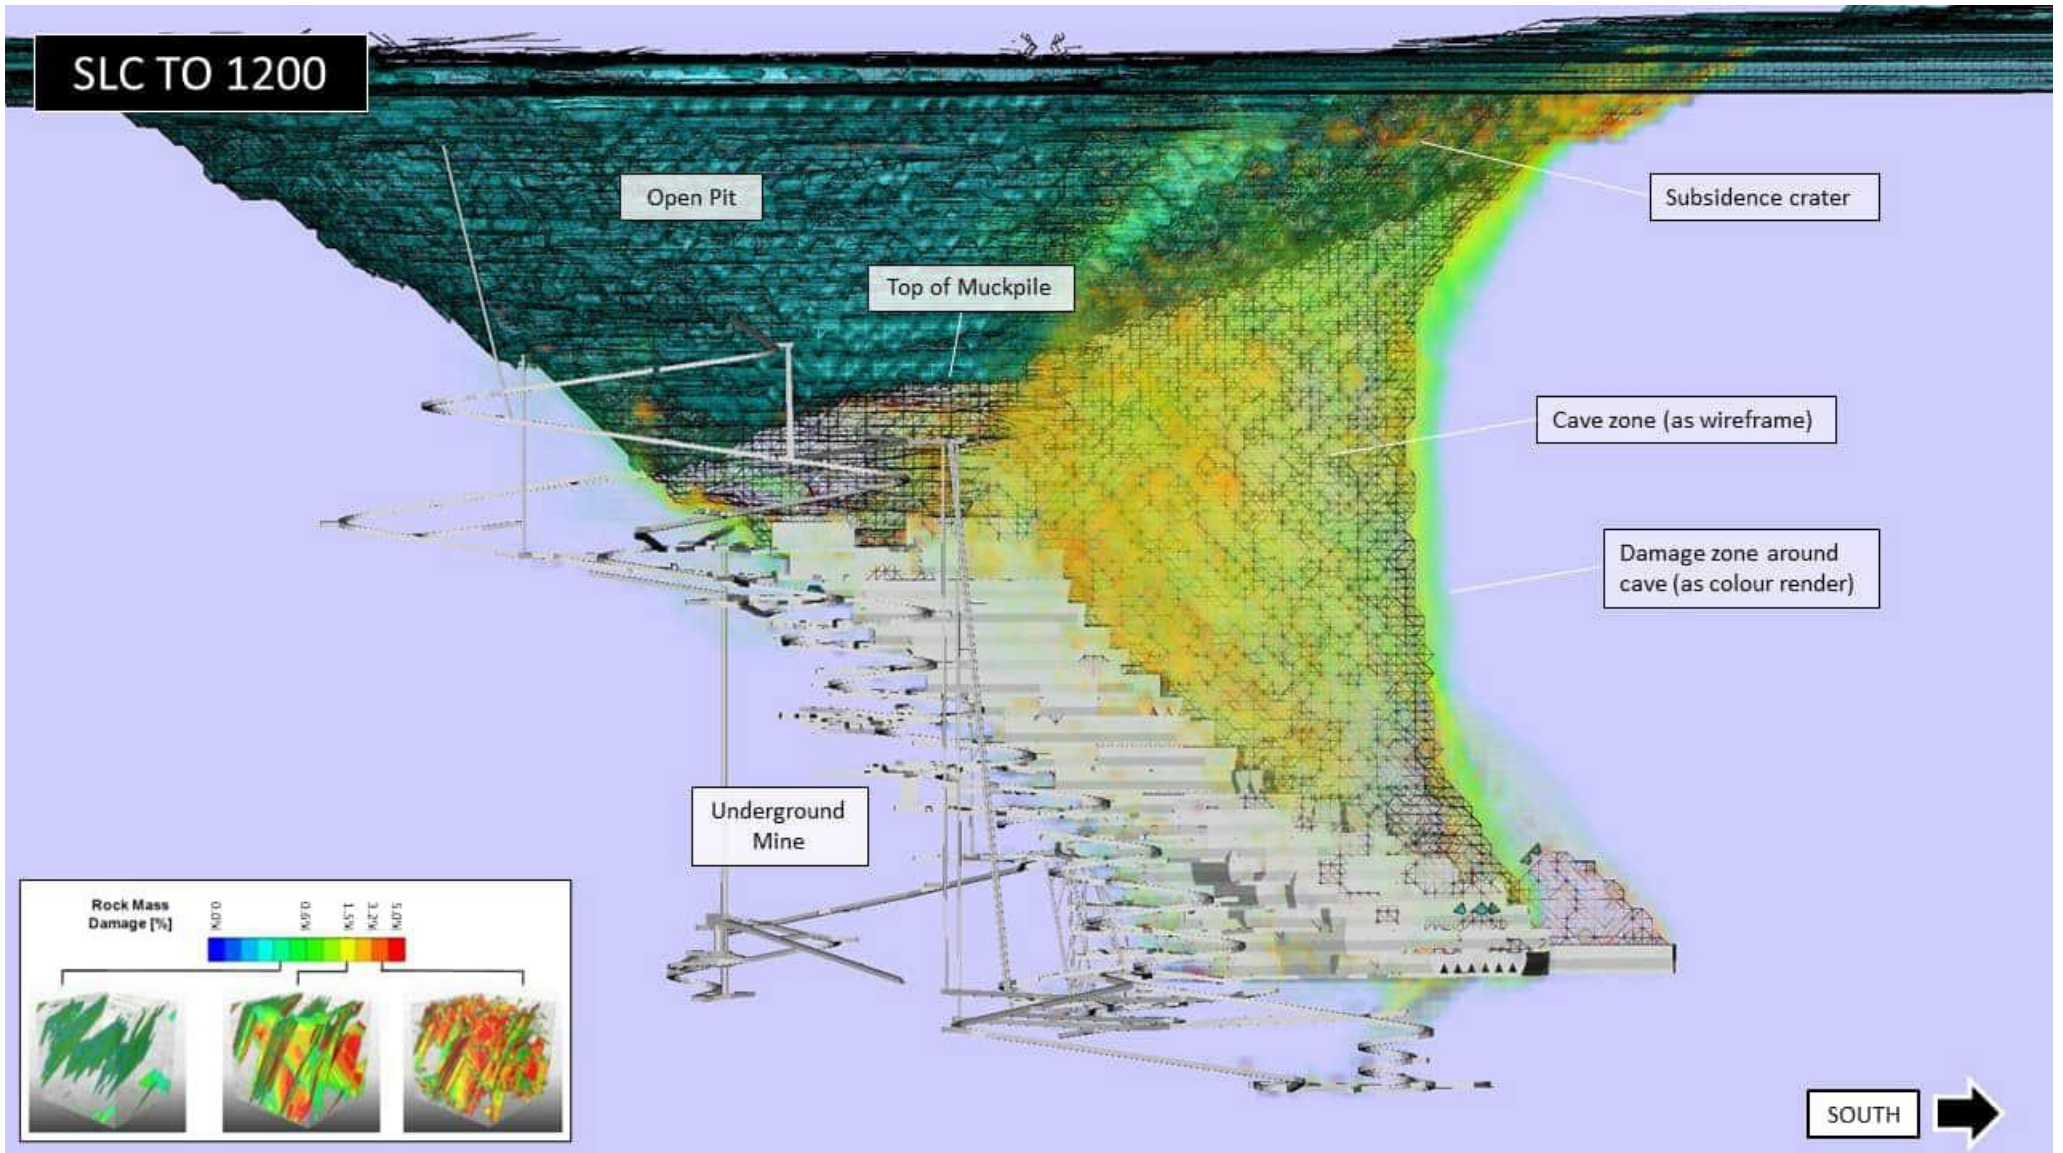 SLC TO 1200
Open Pit
Subsidence crater
Top of Muckpile
Cave zone (as wireframe)
Damage zone around
cave (as colour render)
Underground
Mine
Rock Mass
Damage [%]
0.0%
0.6%
1.5%
3.2%
5.0%
SOUTH